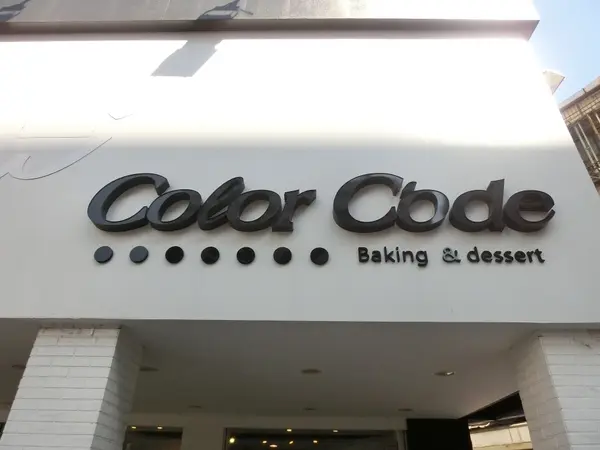 Color Code
Baking & dessert